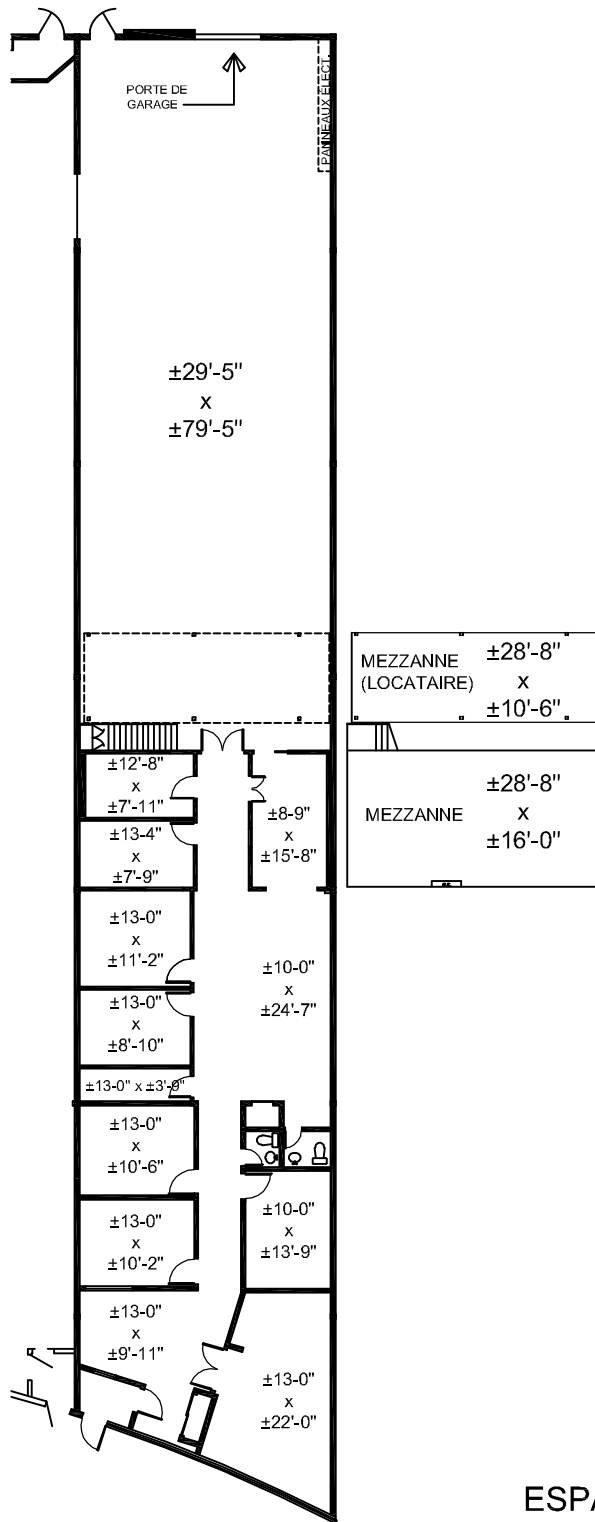 PORTE DE
GARAGE
PANNEAUX ÉLECT.
±29'-5"
x
±79'-5"
MEZZANNE
(LOCATAIRE)
±28'-8"
x
±10'-6"
MEZZANNE
±28'-8"
x
±16'-0"
±12'-8"
x
±7'-11"
±8-9"
x
±15'-8"
±13-4"
x
±7'-9"
±13-0"
x
±11'-2"
±10-0"
x
±24'-7"
±13-0"
x
±8'-10"
±13-0" x ±3'-9"
±13-0"
x
±10'-6"
±10-0"
x
±13'-9"
±13-0"
x
±10'-2"
±13-0"
x
±9'-11"
±13-0"
x
±22'-0"
ESPA